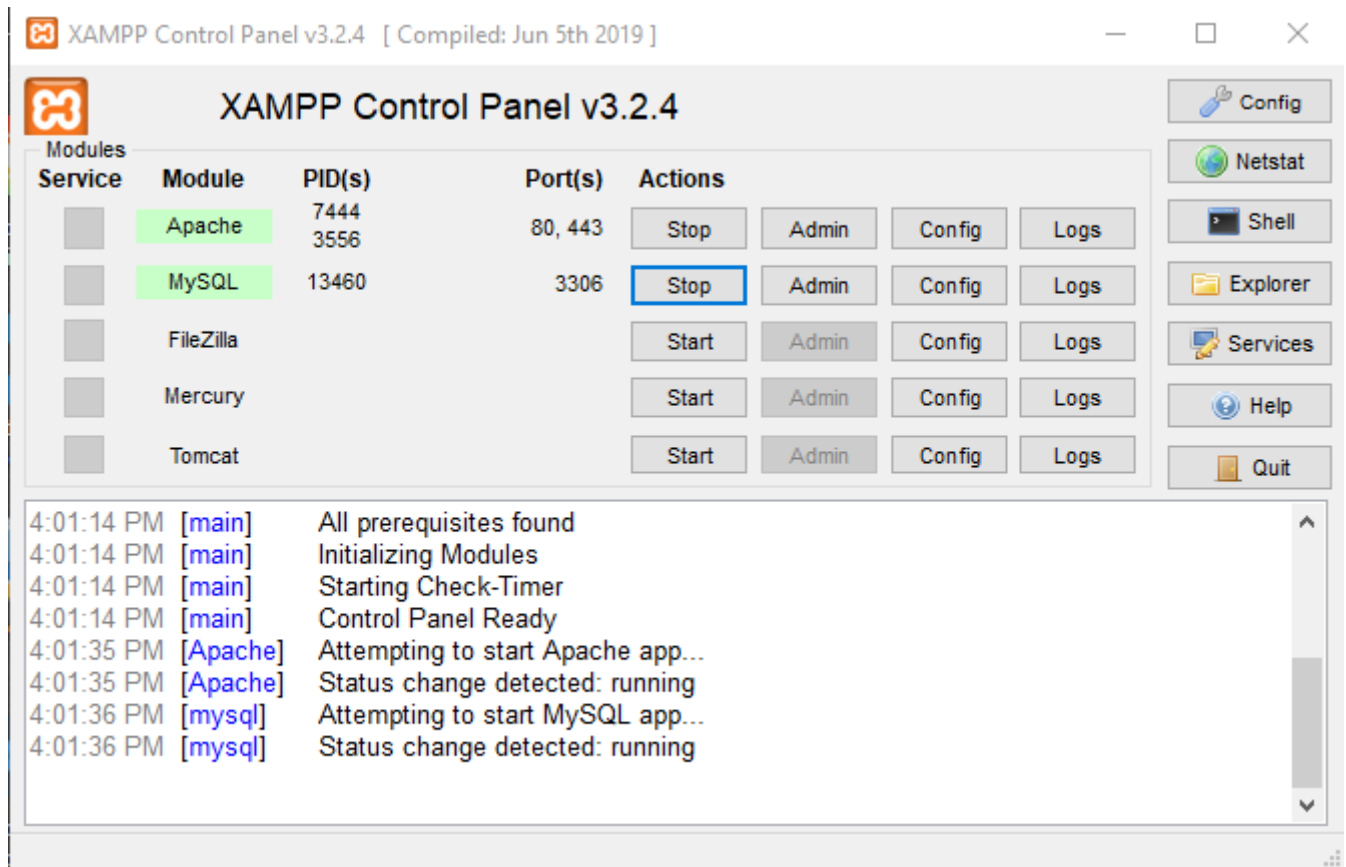 XAMPP Control Panel v3.2.4 [ Compiled: Jun 5th 2019 ]
XAMPP Control Panel v3.2.4
Config
Modules
Netstat
Service Module PID(s) Port(s) Actions
Apache 7444 3556 80, 443 Stop Admin Config Logs
Shell
MySQL 13460 3306 Stop Admin Config Logs
Explorer
FileZilla Start Admin Config Logs
Services
Mercury Start Admin Config Logs
Help
Tomcat Start Admin Config Logs
Quit
4:01:14 PM [main] All prerequisites found
4:01:14 PM [main] Initializing Modules
4:01:14 PM [main] Starting Check-Timer
4:01:14 PM [main] Control Panel Ready
4:01:35 PM [Apache] Attempting to start Apache app...
4:01:35 PM [Apache] Status change detected: running
4:01:36 PM [mysql] Attempting to start MySQL app...
4:01:36 PM [mysql] Status change detected: running